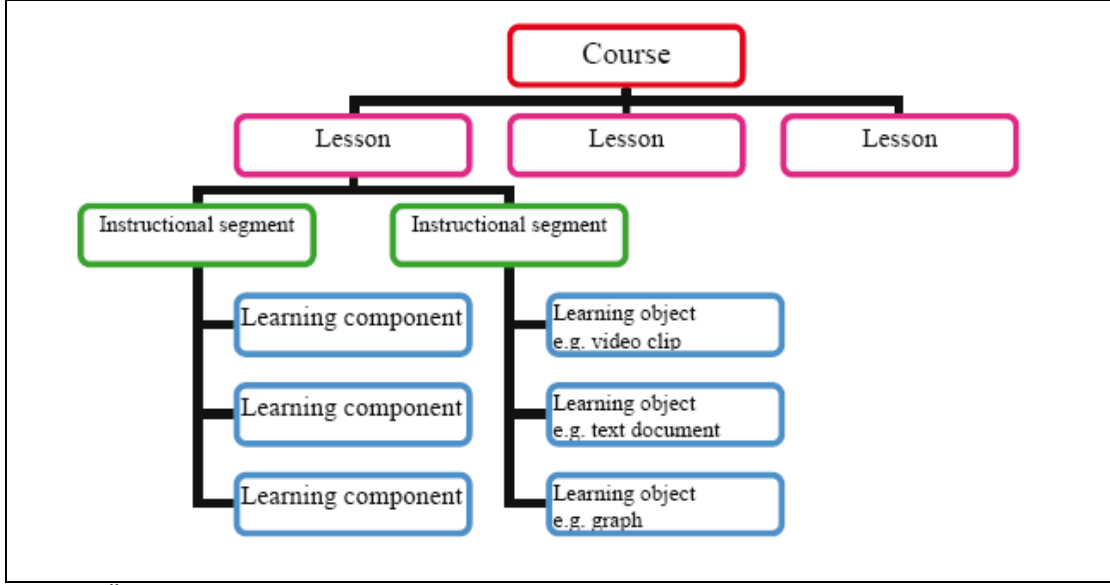 Course
Lesson
Lesson
Lesson
Instructional segment
Instructional segment
Learning component
Learning object
e.g. video clip
Learning component
Learning object
e.g. text document
Learning component
Learning object
e.g. graph